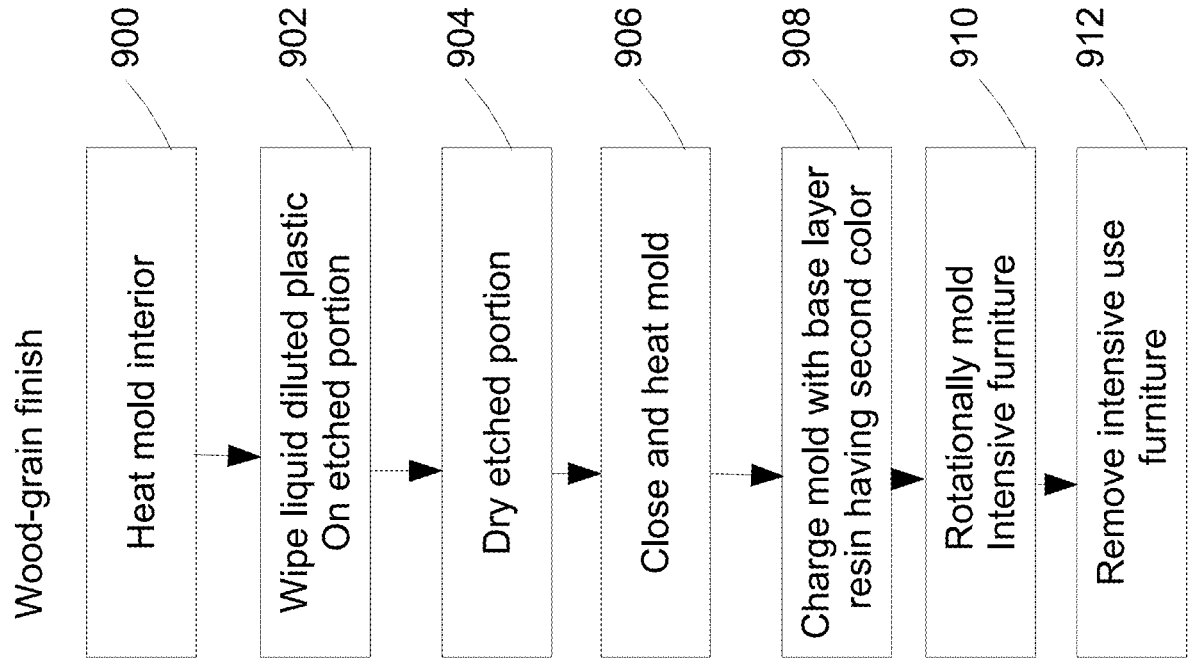 Wood-grain finish
Heat mold interior
900
Wipe liquid diluted plastic
On etched portion
902
Dry etched portion
904
Close and heat mold
906
Charge mold with base layer
resin having second color
908
Rotationally mold
Intensive furniture
910
Remove intensive use
furniture
912